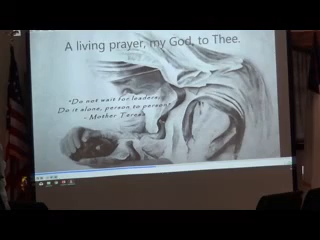 A living prayer, my God, to Thee.
"Do not wait for leaders;
Do it alone, person to person"
- Mother Teresa